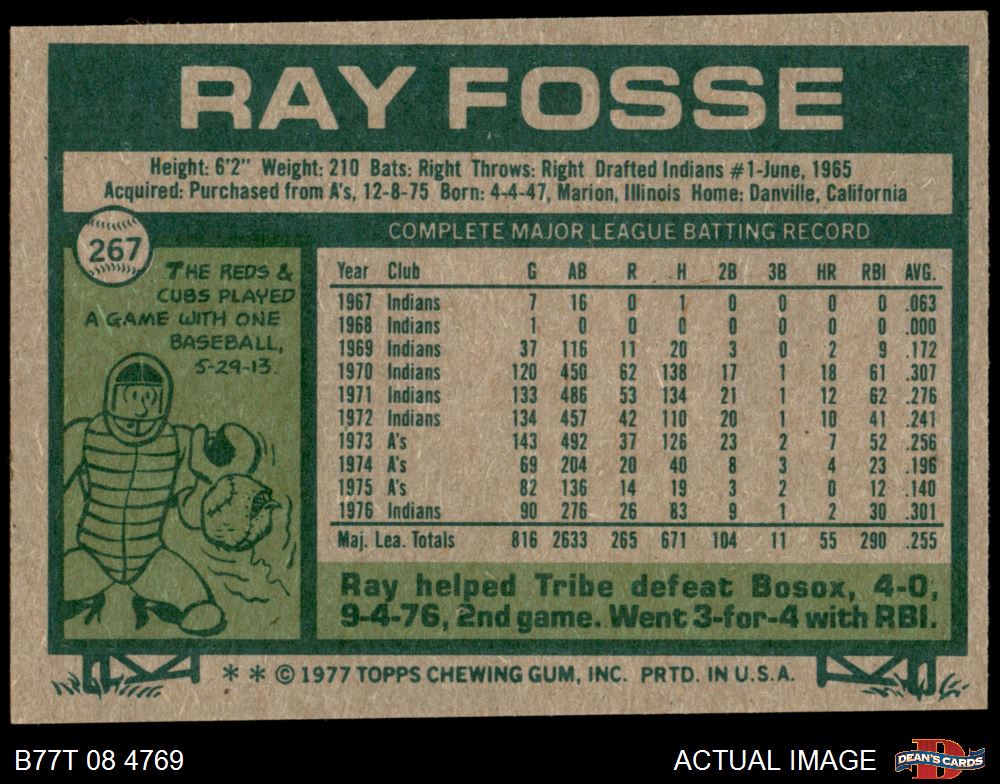 RAY FOSSE
Height: 6'2" Weight: 210 Bats: Right Throws: Right Drafted Indians #1-June, 1965
Acquired: Purchased from A's, 12-8-75 Born: 4-4-47, Marion, Illinois Home: Danville, California
267
THE REDS &
CUBS PLAYED
A GAME WITH ONE
BASEBALL,
5-29-13.
COMPLETE MAJOR LEAGUE BATTING RECORD
Year Club G AB R H 2B 3B HR RBI AVG.
1967 Indians 7 16 0 1 0 0 0 0 .063
1968 Indians 1 0 0 0 0 0 0 0 .000
1969 Indians 37 116 11 20 3 0 2 9 .172
1970 Indians 120 450 62 138 17 1 18 61 .307
1971 Indians 133 486 53 134 21 1 12 62 .276
1972 Indians 134 457 42 110 20 1 10 41 .241
1973 A's 143 492 37 126 23 2 7 52 .256
1974 A's 69 204 20 40 8 3 4 23 .196
1975 A's 82 136 14 19 3 2 0 12 .140
1976 Indians 90 276 26 83 9 1 2 30 .301
Maj. Lea. Totals 816 2633 265 671 104 11 55 290 .255
Ray helped Tribe defeat Bosox, 4-0,
9-4-76, 2nd game. Went 3-for-4 with RBI.
* * © 1977 TOPPS CHEWING GUM, INC. PRTD. IN U.S.A.
B77T 08 4769
ACTUAL IMAGE
D
DEAN'S CARDS